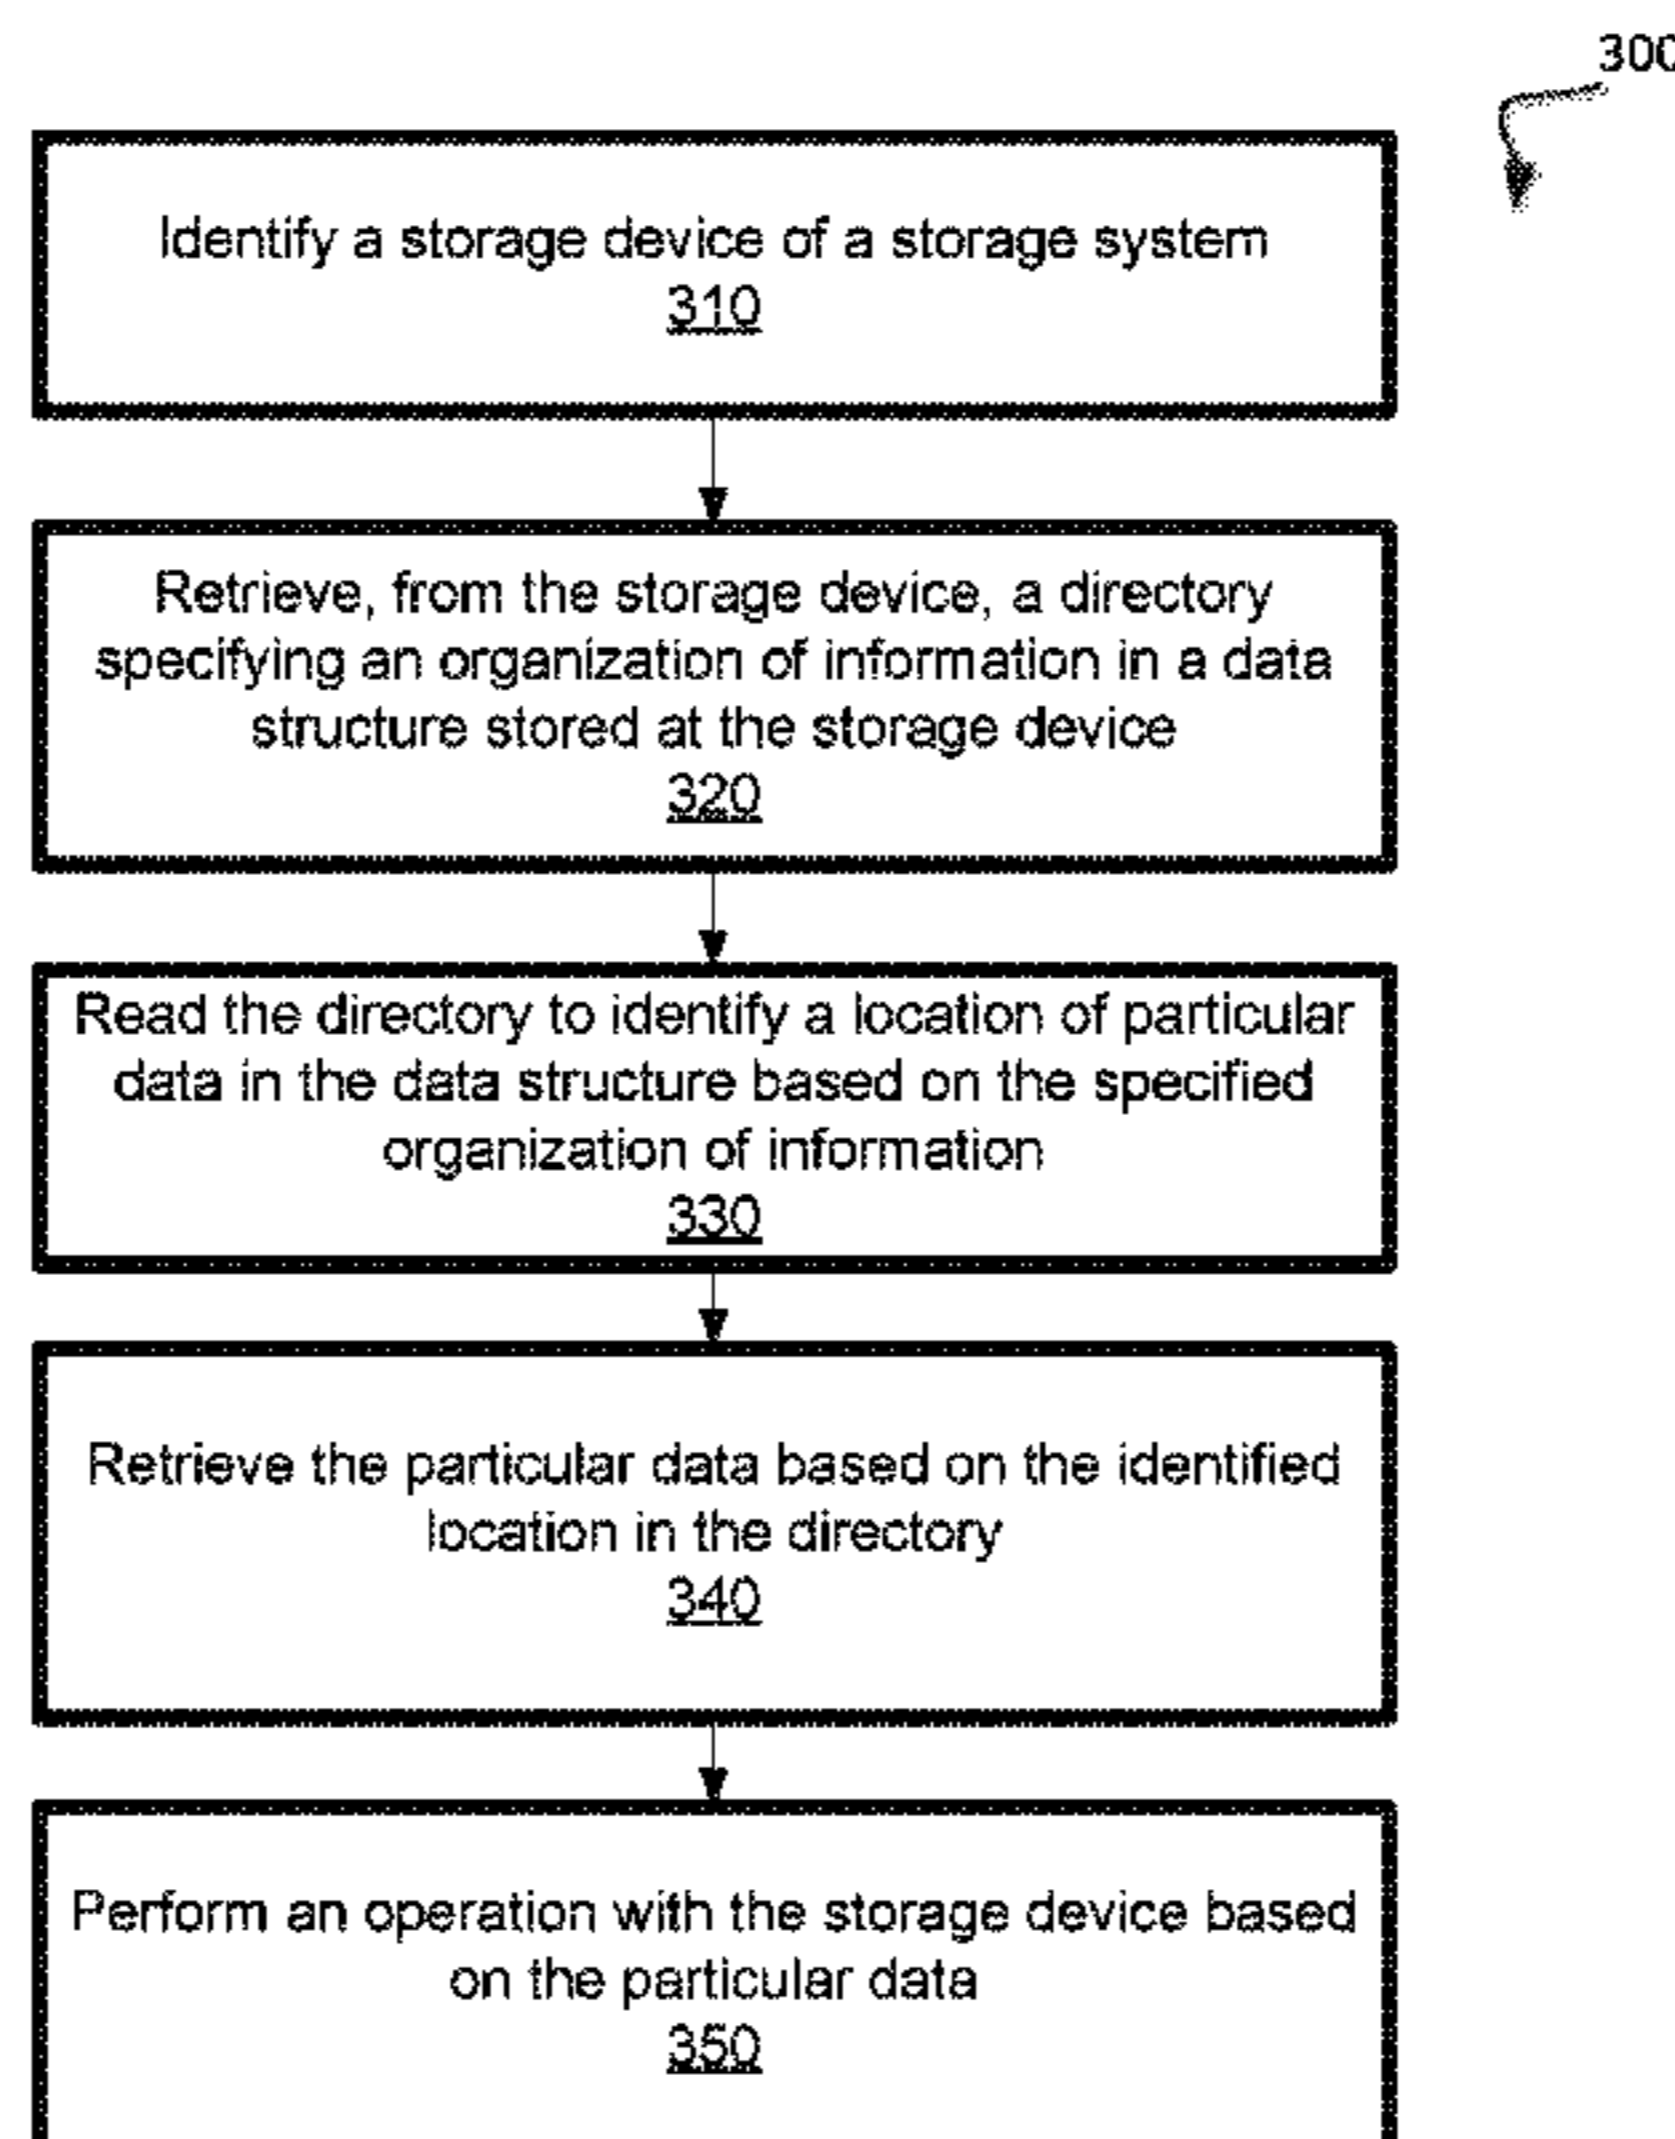 300
Identify a storage device of a storage system
310
Retrieve, from the storage device, a directory
specifying an organization of information in a data
structure stored at the storage device
320
Read the directory to identify a location of particular
data in the data structure based on the specified
organization of information
330
Retrieve the particular data based on the identified
location in the directory
340
Perform an operation with the storage device based
on the particular data
350